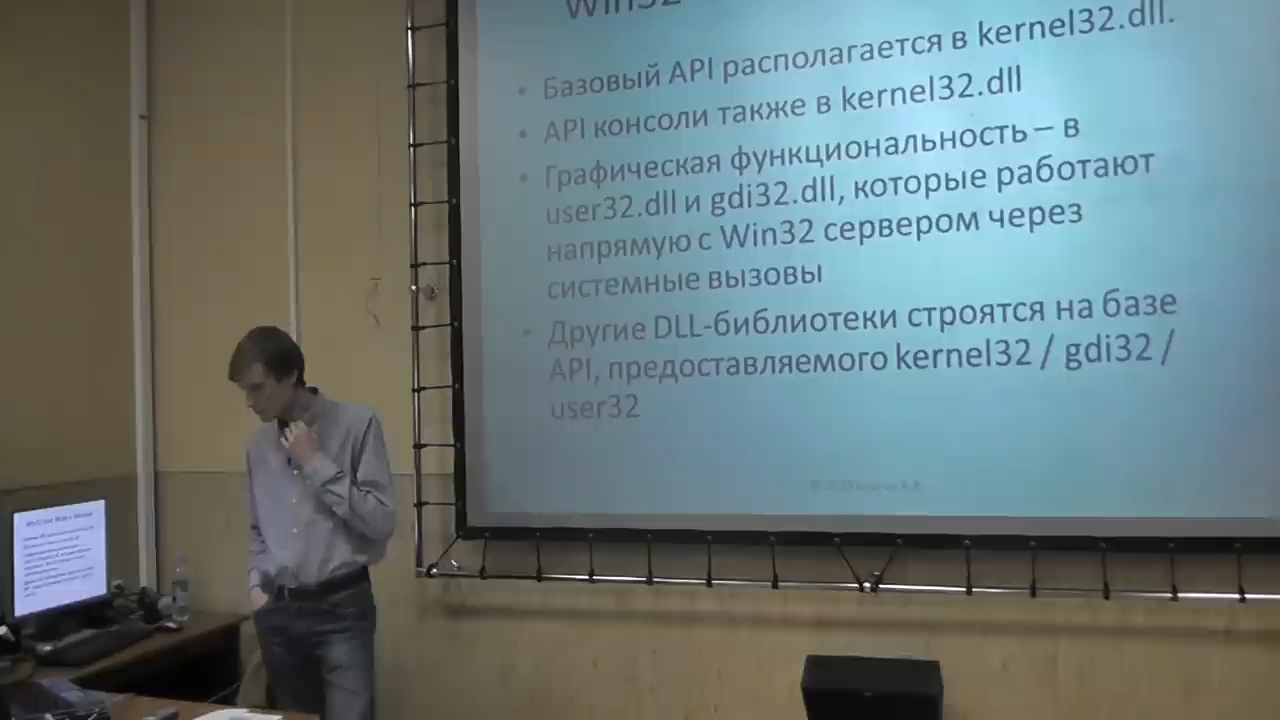 Win32
• Базовый API располагается в kernel32.dll.
• API консоли также в kernel32.dll
• Графическая функциональность – в
user32.dll и gdi32.dll, которые работают
напрямую с Win32 сервером через
системные вызовы
• Другие DLL-библиотеки строятся на базе
API, предоставляемого kernel32 / gdi32 /
user32